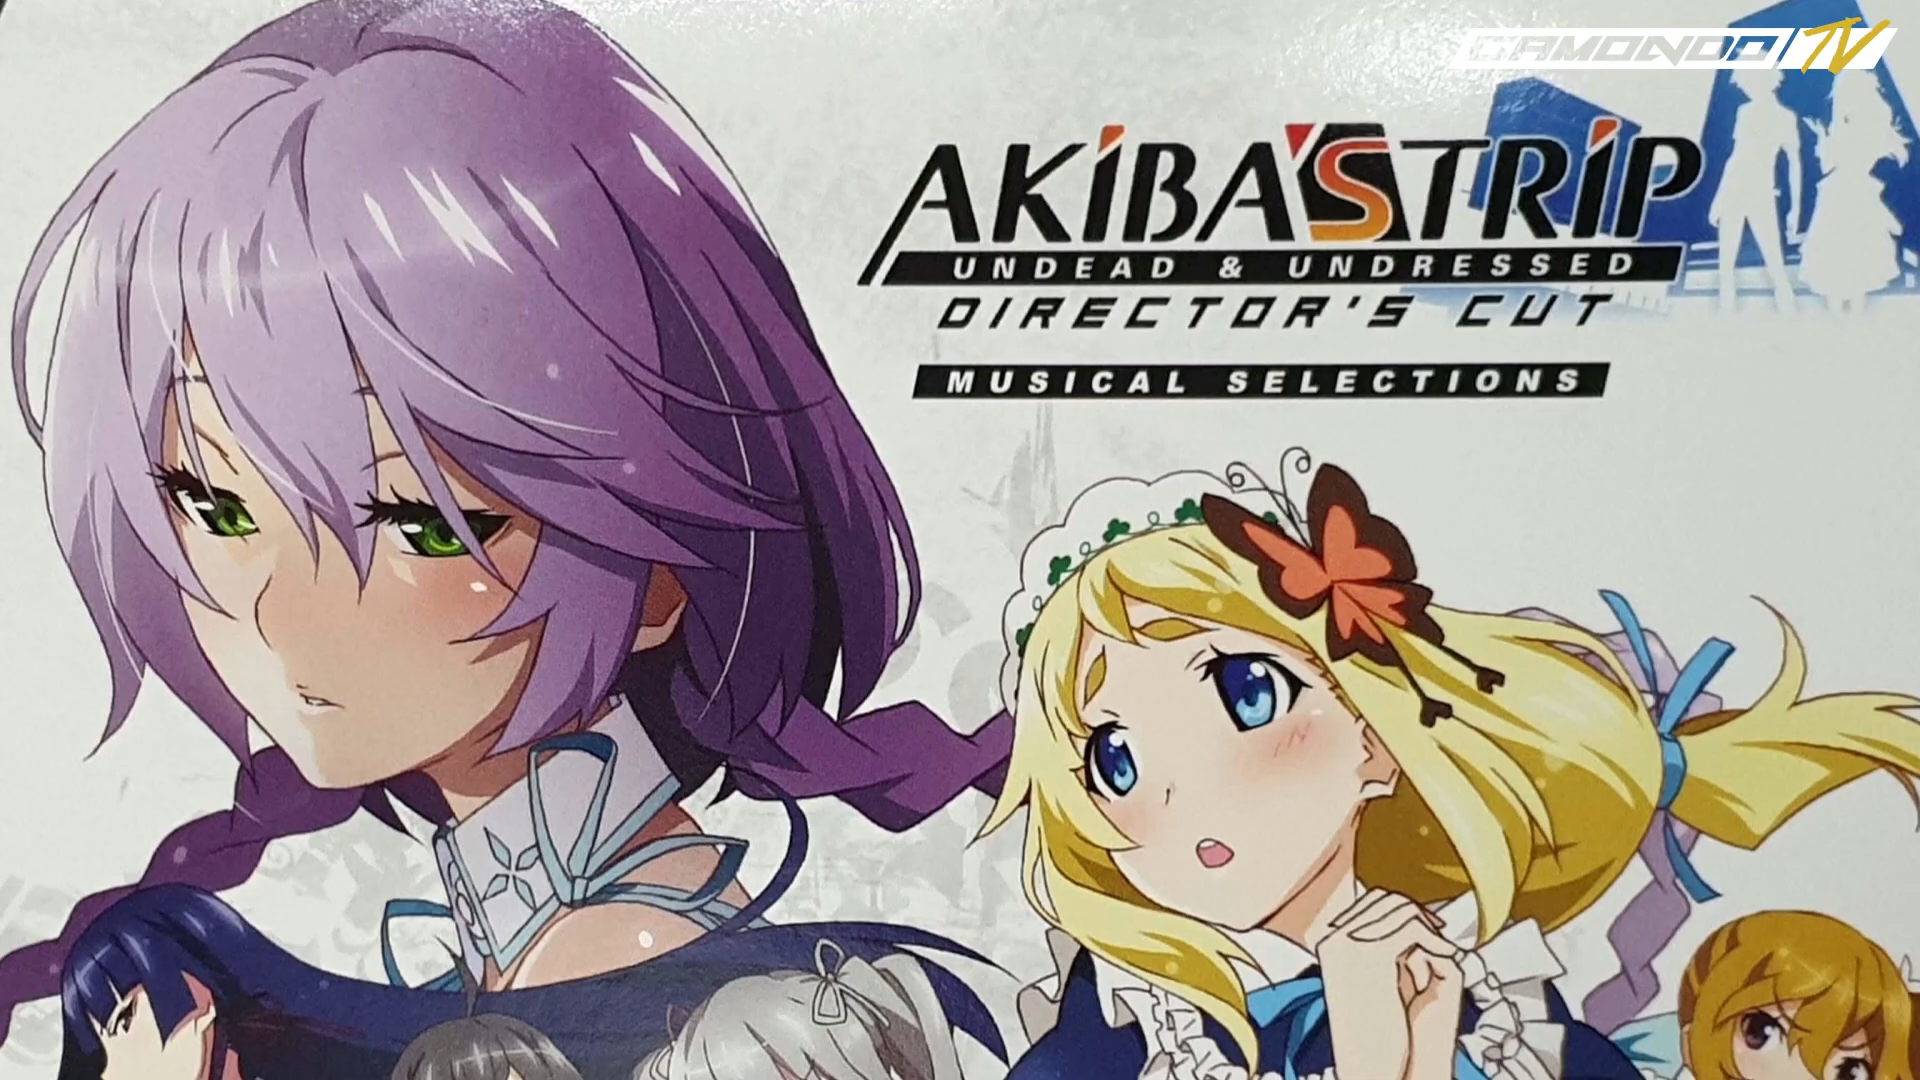 GAMONDO TV
AKIBA'S TRIP
UNDEAD & UNDRESSED
DIRECTOR'S CUT
MUSICAL SELECTIONS